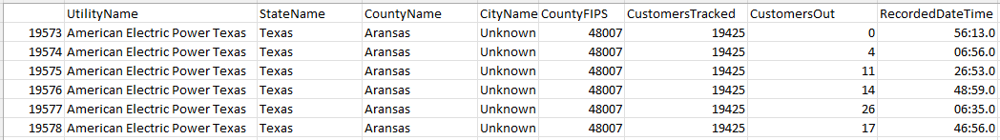 UtilityName StateName CountyName CityName CountyFIPS CustomersTracked CustomersOut RecordedDateTime
19573 American Electric Power Texas Texas Aransas Unknown 48007 19425 0 56:13.0
19574 American Electric Power Texas Texas Aransas Unknown 48007 19425 4 06:56.0
19575 American Electric Power Texas Texas Aransas Unknown 48007 19425 11 26:53.0
19576 American Electric Power Texas Texas Aransas Unknown 48007 19425 14 48:59.0
19577 American Electric Power Texas Texas Aransas Unknown 48007 19425 26 06:35.0
19578 American Electric Power Texas Texas Aransas Unknown 48007 19425 17 46:56.0